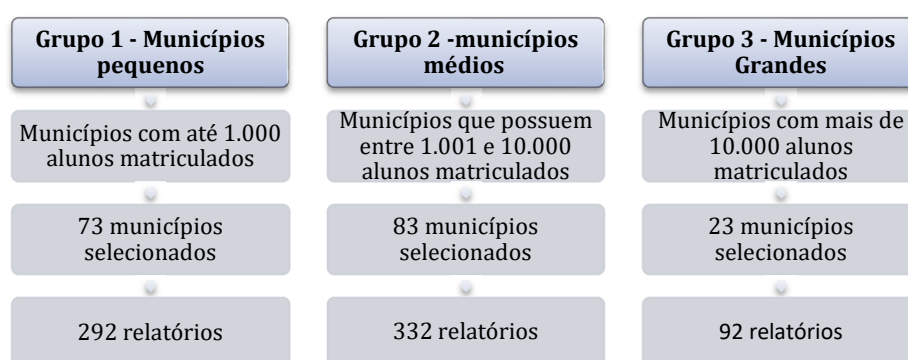 Grupo 1 - Municípios
pequenos
Municípios com até 1.000
alunos matriculados
73 municípios
selecionados
292 relatórios
Grupo 2 -municípios
médios
Municípios que possuem
entre 1.001 e 10.000
alunos matriculados
83 municípios
selecionados
332 relatórios
Grupo 3 - Municípios
Grandes
Municípios com mais de
10.000 alunos
matriculados
23 municípios
selecionados
92 relatórios